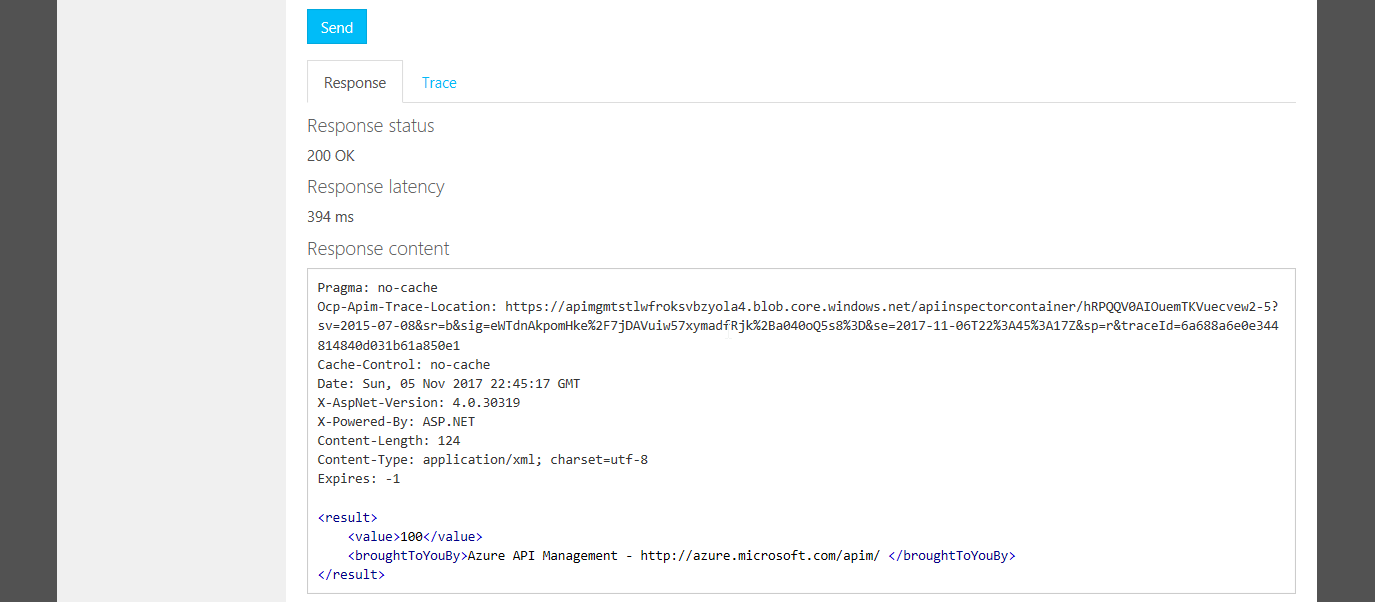 Send
Response Trace
Response status
200 OK
Response latency
394 ms
Response content
Pragma: no-cache
Ocp-Apim-Trace-Location: https://apimgmtstlwfroksvbzyola4.blob.core.windows.net/apiinspectorcontainer/hRPQQV0AIOuemTKVuecvew2-5?
sv=2015-07-08&sr=b&sig=eWTdnAkpomHke%2F7jDAVuiw57xymadfRjk%2Ba040oQ5s8%3D&se=2017-11-06T22%3A45%3A17Z&sp=r&traceId=6a688a6e0e344
814840d031b61a850e1
Cache-Control: no-cache
Date: Sun, 05 Nov 2017 22:45:17 GMT
X-AspNet-Version: 4.0.30319
X-Powered-By: ASP.NET
Content-Length: 124
Content-Type: application/xml; charset=utf-8
Expires: -1
<result>
    <value>100</value>
    <broughtToYouBy>Azure API Management - http://azure.microsoft.com/apim/ </broughtToYouBy>
</result>